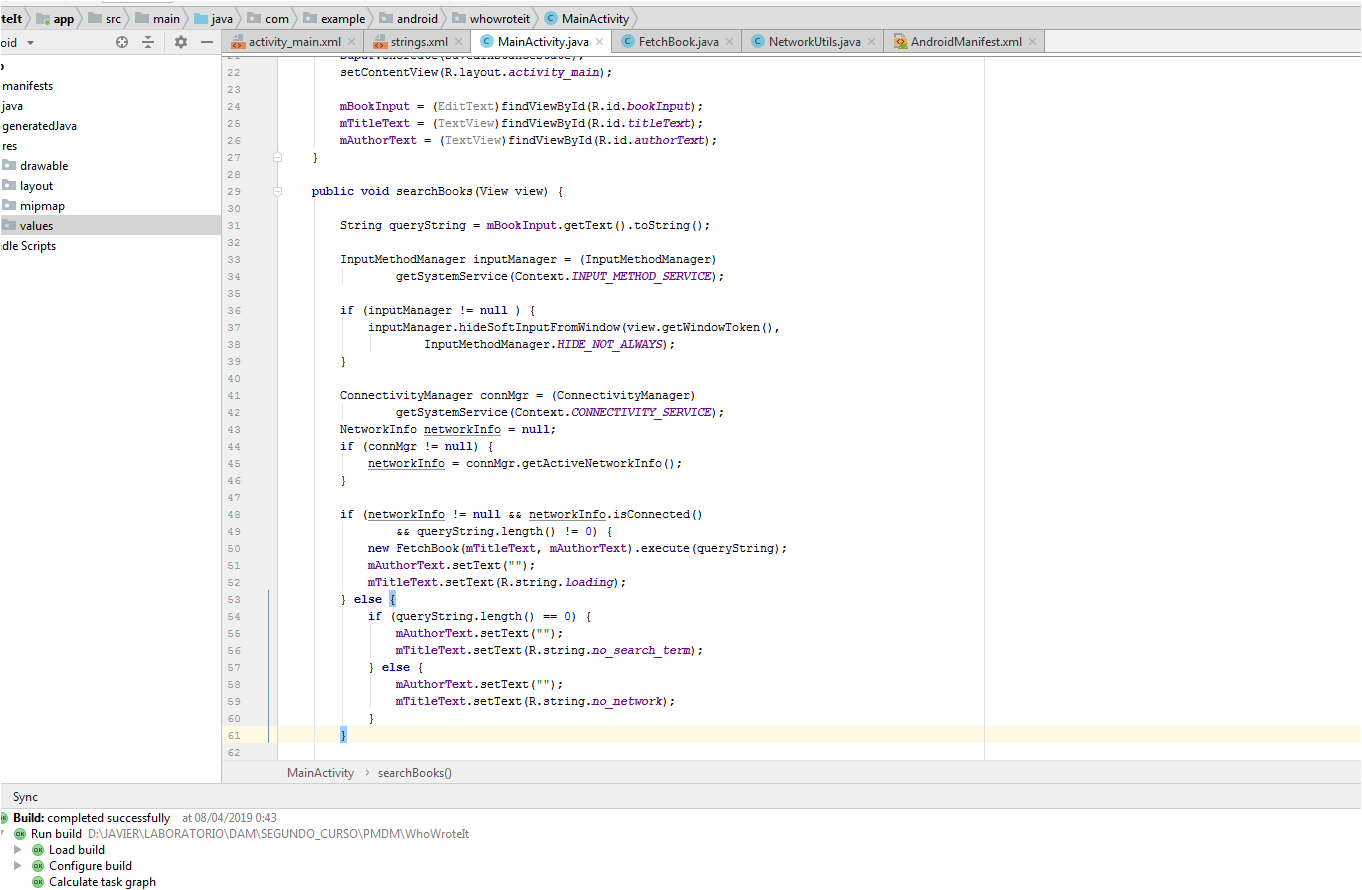 teIt app src main java com example android whowroteit MainActivity
oid
activity_main.xml strings.xml MainActivity.java FetchBook.java NetworkUtils.java AndroidManifest.xml
manifests
java
generatedJava
res
drawable
layout
mipmap
values
dle Scripts
21 super.onCreate(savedInstanceState);
22 setContentView(R.layout.activity_main);
23
24 mBookInput = (EditText)findViewById(R.id.bookInput);
25 mTitleText = (TextView)findViewById(R.id.titleText);
26 mAuthorText = (TextView)findViewById(R.id.authorText);
27 }
28
29 public void searchBooks(View view) {
30
31 String queryString = mBookInput.getText().toString();
32
33 InputMethodManager inputManager = (InputMethodManager)
34 getSystemService(Context.INPUT_METHOD_SERVICE);
35
36 if (inputManager != null ) {
37 inputManager.hideSoftInputFromWindow(view.getWindowToken(),
38 InputMethodManager.HIDE_NOT_ALWAYS);
39 }
40
41 ConnectivityManager connMgr = (ConnectivityManager)
42 getSystemService(Context.CONNECTIVITY_SERVICE);
43 NetworkInfo networkInfo = null;
44 if (connMgr != null) {
45 networkInfo = connMgr.getActiveNetworkInfo();
46 }
47
48 if (networkInfo != null && networkInfo.isConnected()
49 && queryString.length() != 0) {
50 new FetchBook(mTitleText, mAuthorText).execute(queryString);
51 mAuthorText.setText("");
52 mTitleText.setText(R.string.loading);
53 } else {
54 if (queryString.length() == 0) {
55 mAuthorText.setText("");
56 mTitleText.setText(R.string.no_search_term);
57 } else {
58 mAuthorText.setText("");
59 mTitleText.setText(R.string.no_network);
60 }
61 }
62
MainActivity searchBooks()
Sync
Build: completed successfully at 08/04/2019 0:43
Run build D:\JAVIER\LABORATORIO\DAM\SEGUNDO_CURSO\PMDM\WhoWroteIt
Load build
Configure build
Calculate task graph